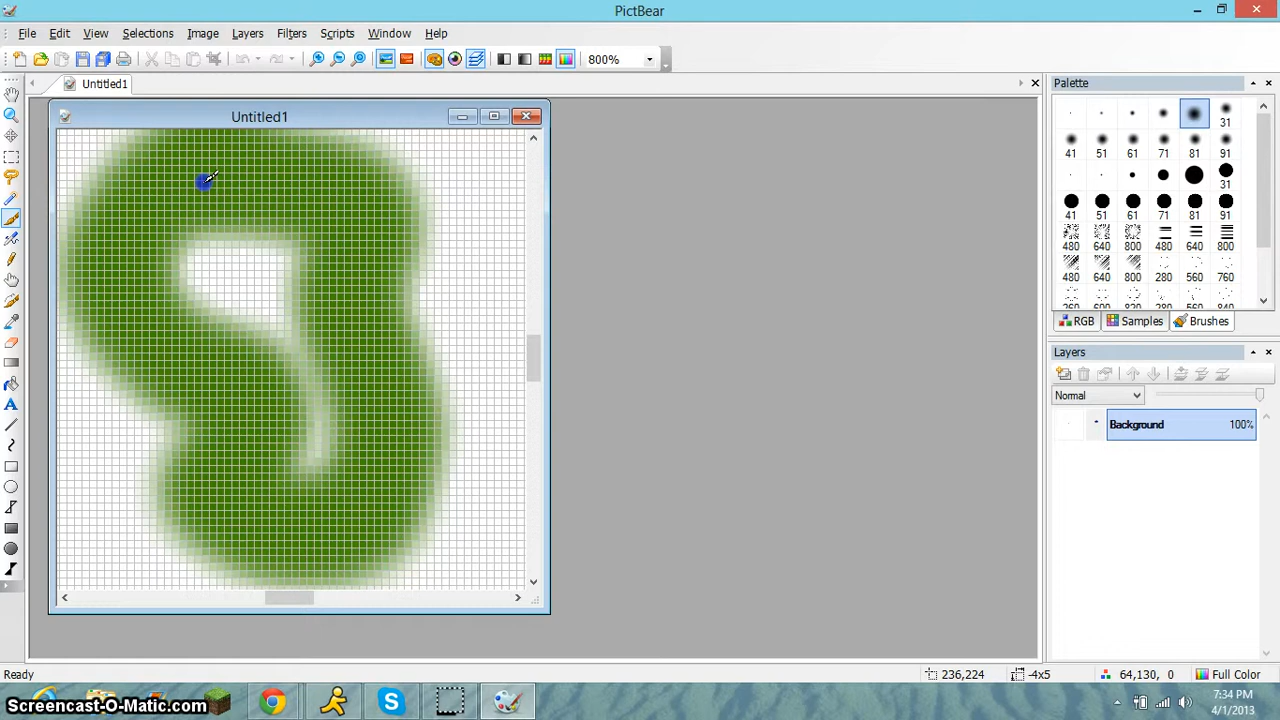 PictBear
File Edit View Selections Image Layers Filters Scripts Window Help
800%
Untitled1
Untitled1
Palette
31
41 51 61 71 81 91
31
41 51 61 71 81 91
480 640 800 480 640 800
480 640 800 280 560 760
RGB Samples Brushes
Layers
Normal
Background 100%
Ready 236,224 -4x5 64,130, 0 Full Color
Screencast-O-Matic.com
7:34 PM
4/1/2013